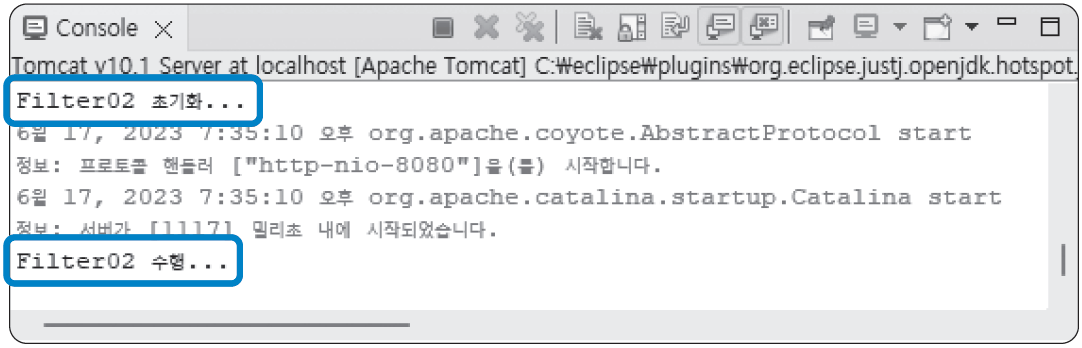 Console
Tomcat v10.1 Server at localhost [Apache Tomcat] C:₩eclipse₩plugins₩org.eclipse.justj.openjdk.hotspot.
Filter02 초기화...
6월 17, 2023 7:35:10 오후 org.apache.coyote.AbstractProtocol start
정보: 프로토콜 핸들러 ["http-nio-8080"]을(를) 시작합니다.
6월 17, 2023 7:35:10 오후 org.apache.catalina.startup.Catalina start
정보: 서버가 [1117] 밀리초 내에 시작되었습니다.
Filter02 수행...